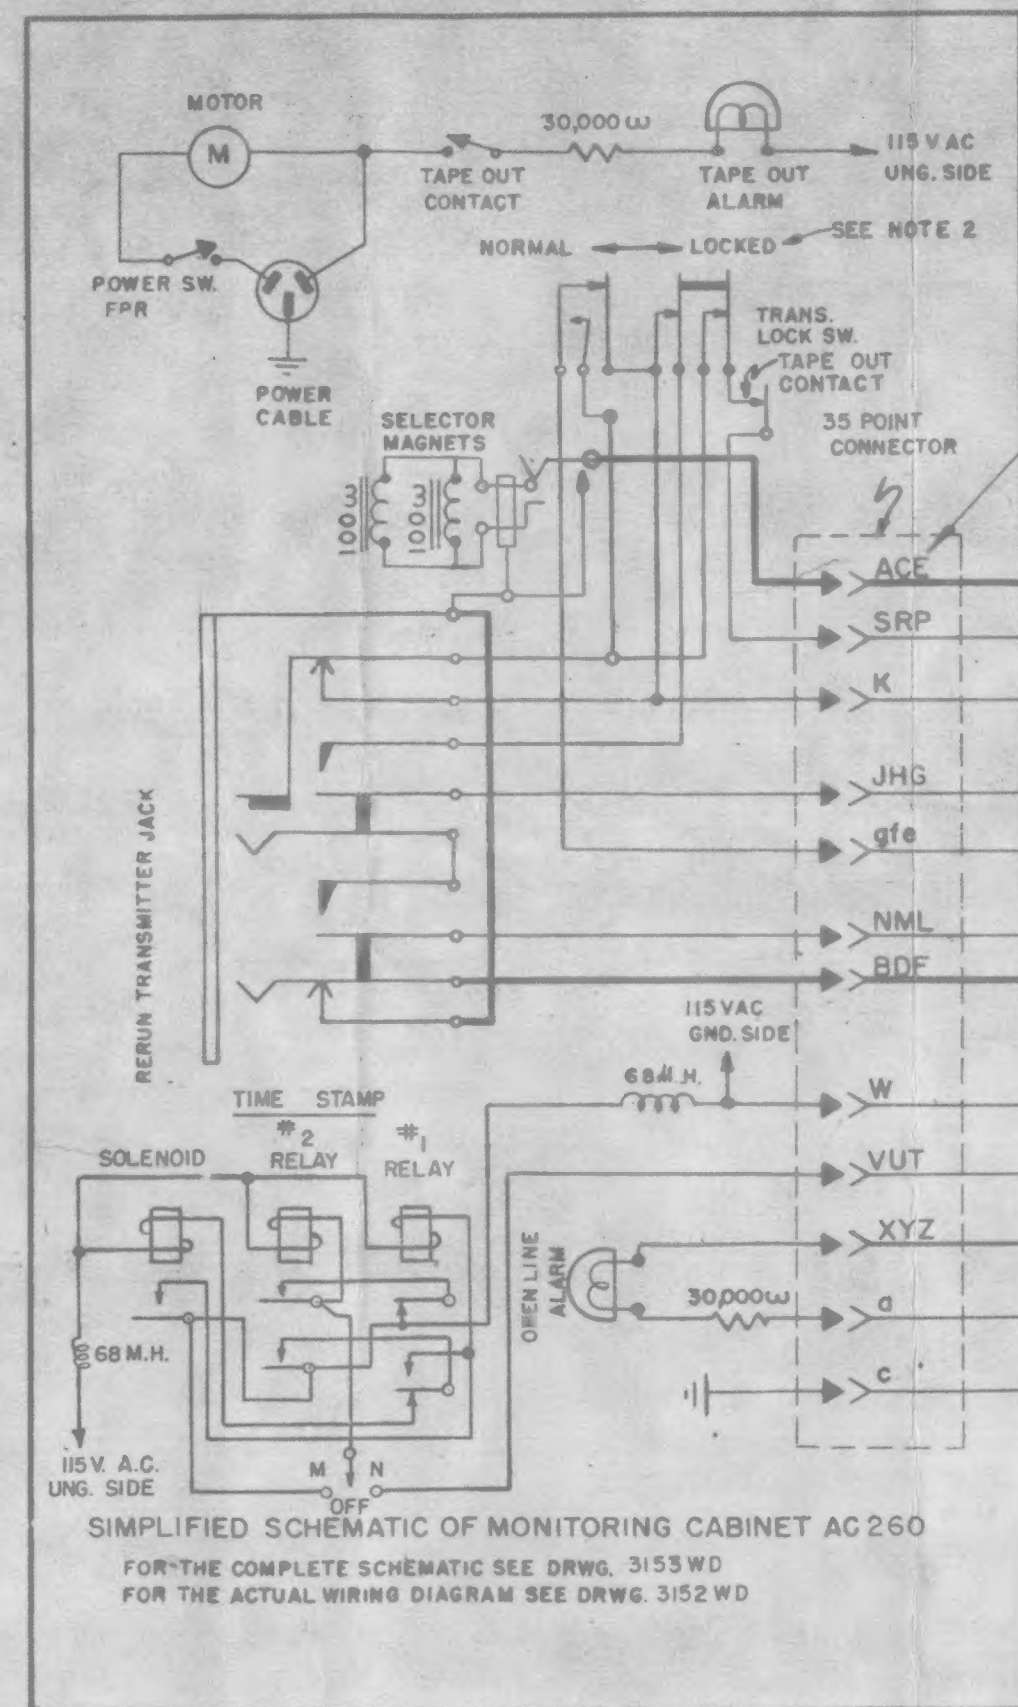 MOTOR
M
30,000 ω
115 V AC
UNG. SIDE
TAPE OUT
CONTACT
TAPE OUT
ALARM
NORMAL
LOCKED
SEE NOTE 2
POWER SW.
FPR
TRANS.
LOCK SW.
TAPE OUT
CONTACT
POWER
CABLE
SELECTOR
MAGNETS
35 POINT
CONNECTOR
100 ω
100 ω
ACE
SRP
K
JHG
gfe
NML
BDF
RERUN TRANSMITTER JACK
115 VAC
GND. SIDE
68 M.H.
W
TIME STAMP
SOLENOID
#2
RELAY
#1
RELAY
VUT
XYZ
OPEN LINE
ALARM
30,000ω
a
68 M.H.
c
115 V. A.C.
UNG. SIDE
M
N
OFF
SIMPLIFIED SCHEMATIC OF MONITORING CABINET AC 260
FOR THE COMPLETE SCHEMATIC SEE DRWG. 3153 WD
FOR THE ACTUAL WIRING DIAGRAM SEE DRWG. 3152 WD